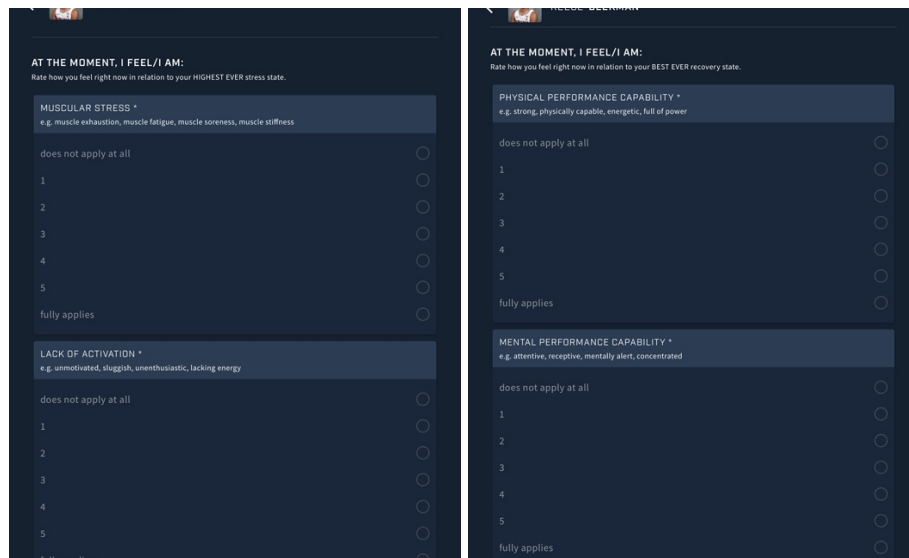 AT THE MOMENT, I FEEL/I AM:
Rate how you feel right now in relation to your HIGHEST EVER stress state.
MUSCULAR STRESS *
e.g. muscle exhaustion, muscle fatigue, muscle soreness, muscle stiffness
does not apply at all
1
2
3
4
5
fully applies
LACK OF ACTIVATION *
e.g. unmotivated, sluggish, unenthusiastic, lacking energy
does not apply at all
1
2
3
4
5
AT THE MOMENT, I FEEL/I AM:
Rate how you feel right now in relation to your BEST EVER recovery state.
PHYSICAL PERFORMANCE CAPABILITY *
e.g. strong, physically capable, energetic, full of power
does not apply at all
1
2
3
4
5
fully applies
MENTAL PERFORMANCE CAPABILITY *
e.g. attentive, receptive, mentally alert, concentrated
does not apply at all
1
2
3
4
5
fully applies